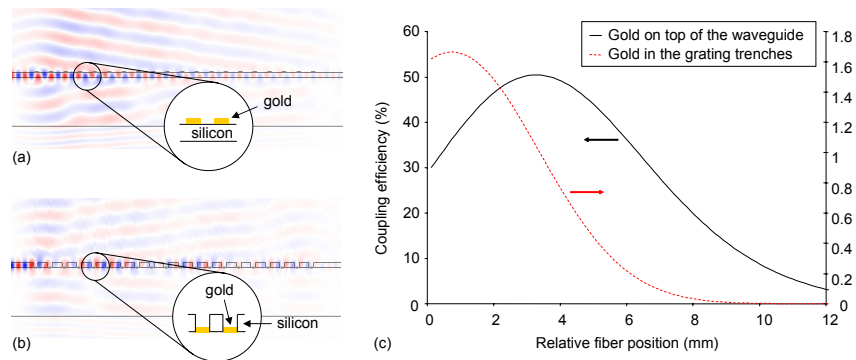 gold
silicon
(a)
gold
silicon
(b)
Coupling efficiency (%)
60
50
40
30
20
10
0
0
2
4
6
8
10
12
Relative fiber position (mm)
Gold on top of the waveguide
Gold in the grating trenches
1.8
1.6
1.4
1.2
1
0.8
0.6
0.4
0.2
0
(c)